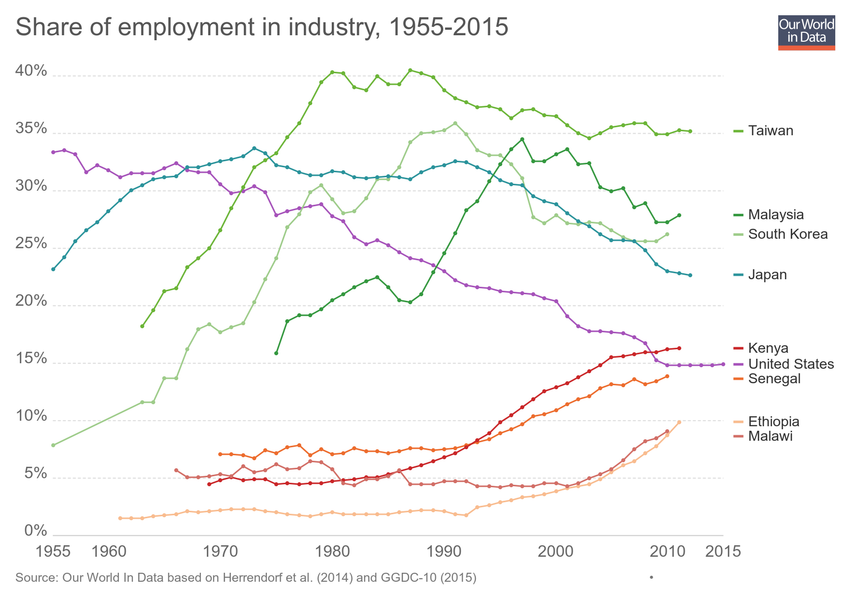 Share of employment in industry, 1955-2015
Our World
in Data
40%
35%
30%
25%
20%
15%
10%
5%
0%
Taiwan
Malaysia
South Korea
Japan
Kenya
United States
Senegal
Ethiopia
Malawi
1955 1960 1970 1980 1990 2000 2010 2015
Source: Our World In Data based on Herrendorf et al. (2014) and GGDC-10 (2015)